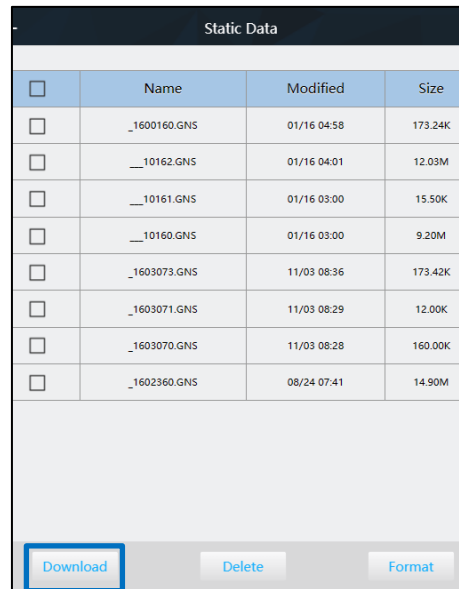 Static Data
Name Modified Size
_1600160.GNS 01/16 04:58 173.24K
___10162.GNS 01/16 04:01 12.03M
___10161.GNS 01/16 03:00 15.50K
___10160.GNS 01/16 03:00 9.20M
_1603073.GNS 11/03 08:36 173.42K
_1603071.GNS 11/03 08:29 12.00K
_1603070.GNS 11/03 08:28 160.00K
_1602360.GNS 08/24 07:41 14.90M
Download Delete Format